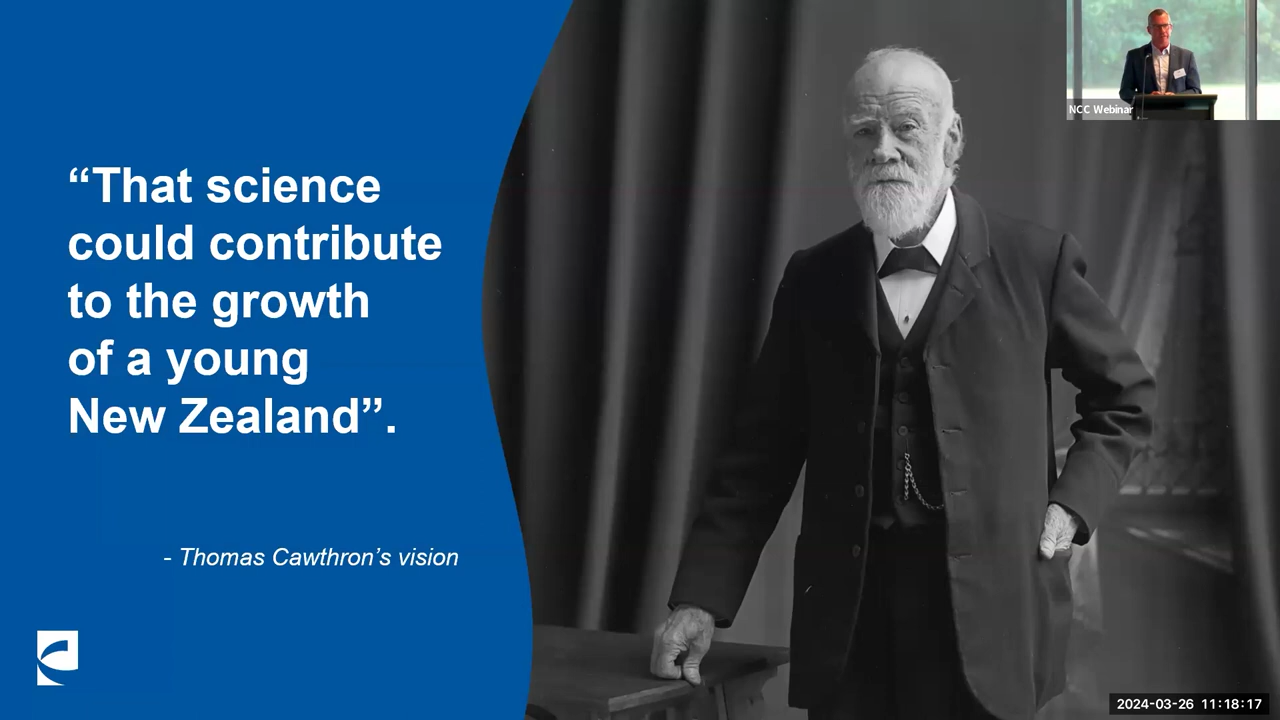 “That science
could contribute
to the growth
of a young
New Zealand”.
- Thomas Cawthron’s vision
NCC Webinar
2024-03-26 11:18:17